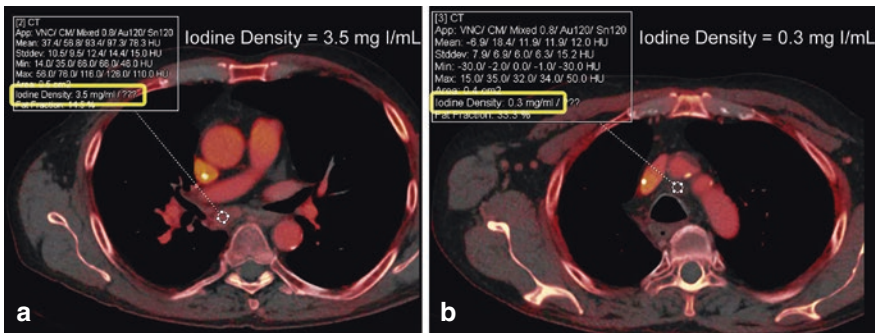 [2] CT
App: VNC/ CM/ Mixed 0.8/ Au120/ Sn120
Mean: 37.4/ 56.8/ 93.4/ 97.3/ 78.3 HU
Stddev: 10.5/ 9.5/ 12.4/ 14.4/ 15.0 HU
Min: 14.0/ 35.0/ 66.0/ 66.0/ 48.0 HU
Max: 56.0/ 76.0/ 116.0/ 126.0/ 110.0 HU
Area: 0.5 cm2
Iodine Density: 3.5 mg/ml / ???
Fat Fraction: 14.9 %
Iodine Density = 3.5 mg I/mL
a
[3] CT
App: VNC/ CM/ Mixed 0.8/ Au120/ Sn120
Mean: -6.9/ 18.4/ 11.9/ 11.9/ 12.0 HU
Stddev: 7.9/ 6.9/ 6.0/ 6.3/ 15.2 HU
Min: -30.0/ -2.0/ 0.0/ -1.0/ -30.0 HU
Max: 15.0/ 35.0/ 32.0/ 34.0/ 50.0 HU
Area: 0.4 cm2
Iodine Density: 0.3 mg/ml / ???
Fat Fraction: 33.3 %
Iodine Density = 0.3 mg I/mL
b